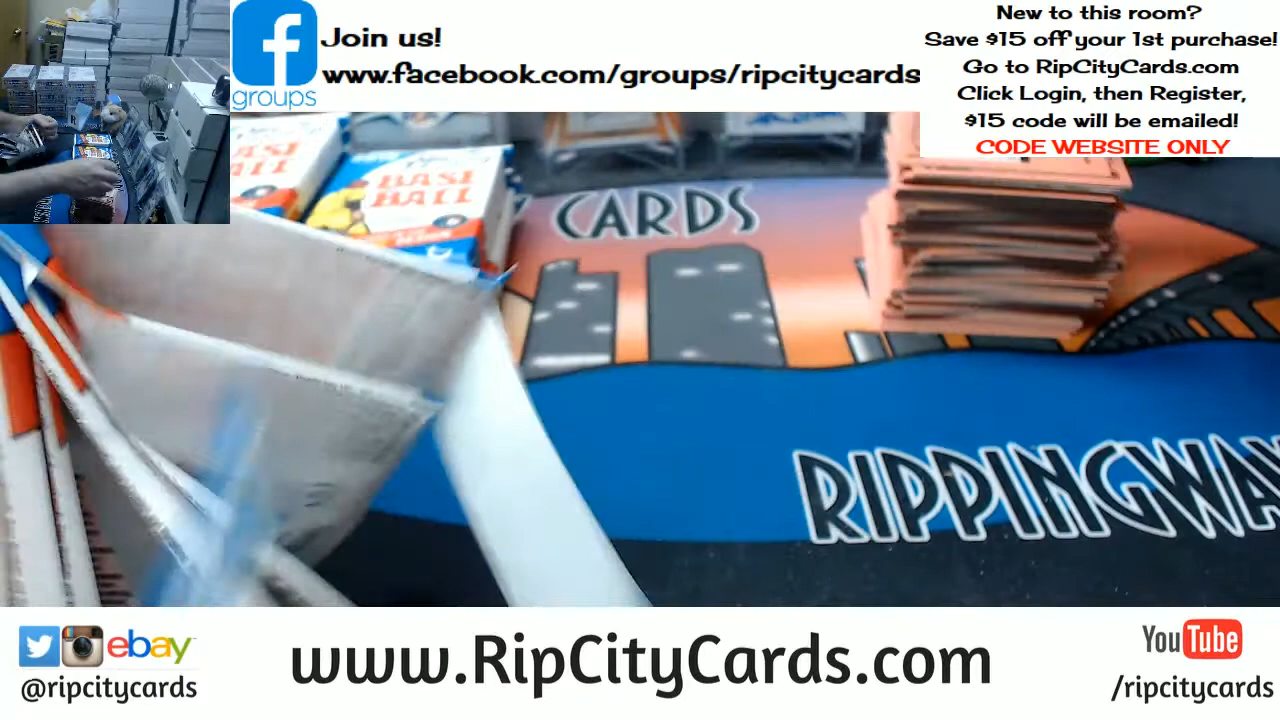 Join us!
www.facebook.com/groups/ripcitycards
groups
New to this room?
Save $15 off your 1st purchase!
Go to RipCityCards.com
Click Login, then Register,
$15 code will be emailed!
CODE WEBSITE ONLY
BASE
BALL
CARDS
RIPPINGWA
ebay
@ripcitycards
www.RipCityCards.com
YouTube
/ripcitycards